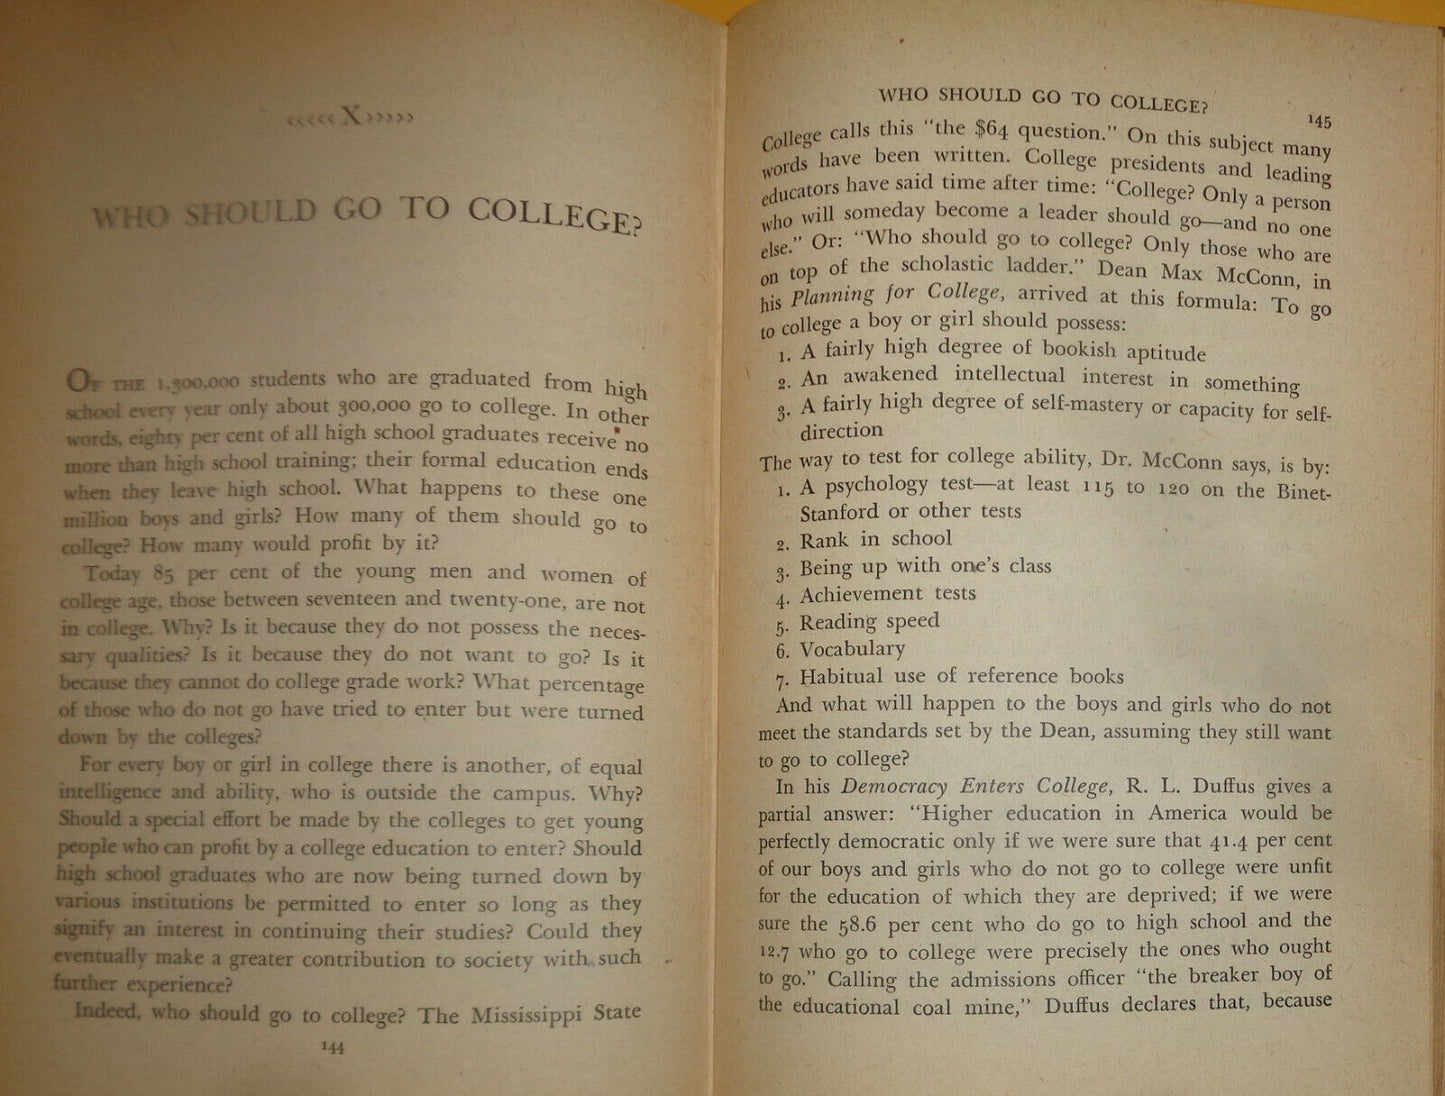 ‹‹‹‹‹ X ›››››
WHO SHOULD GO TO COLLEGE?
OF THE 1,300,000 students who are graduated from high
school every year only about 300,000 go to college. In other
words, eighty per cent of all high school graduates receive no
more than high school training; their formal education ends
when they leave high school. What happens to these one
million boys and girls? How many of them should go to
college? How many would profit by it?
Today 85 per cent of the young men and women of
college age, those between seventeen and twenty-one, are not
in college. Why? Is it because they do not possess the neces-
sary qualities? Is it because they do not want to go? Is it
because they cannot do college grade work? What percentage
of those who do not go have tried to enter but were turned
down by the colleges?
For every boy or girl in college there is another, of equal
intelligence and ability, who is outside the campus. Why?
Should a special effort be made by the colleges to get young
people who can profit by a college education to enter? Should
high school graduates who are now being turned down by
various institutions be permitted to enter so long as they
signify an interest in continuing their studies? Could they
eventually make a greater contribution to society with such
further experience?
Indeed, who should go to college? The Mississippi State
144
WHO SHOULD GO TO COLLEGE? 145
College calls this "the $64 question." On this subject many
words have been written. College presidents and leading
educators have said time after time: "College? Only a person
who will someday become a leader should go—and no one
else." Or: "Who should go to college? Only those who are
on top of the scholastic ladder." Dean Max McConn, in
his Planning for College, arrived at this formula: To go
to college a boy or girl should possess:
1. A fairly high degree of bookish aptitude
2. An awakened intellectual interest in something
3. A fairly high degree of self-mastery or capacity for self-
direction
The way to test for college ability, Dr. McConn says, is by:
1. A psychology test—at least 115 to 120 on the Binet-
Stanford or other tests
2. Rank in school
3. Being up with one's class
4. Achievement tests
5. Reading speed
6. Vocabulary
7. Habitual use of reference books
And what will happen to the boys and girls who do not
meet the standards set by the Dean, assuming they still want
to go to college?
In his Democracy Enters College, R. L. Duffus gives a
partial answer: "Higher education in America would be
perfectly democratic only if we were sure that 41.4 per cent
of our boys and girls who do not go to college were unfit
for the education of which they are deprived; if we were
sure the 58.6 per cent who do go to high school and the
12.7 who go to college were precisely the ones who ought
to go." Calling the admissions officer "the breaker boy of
the educational coal mine," Duffus declares that, because